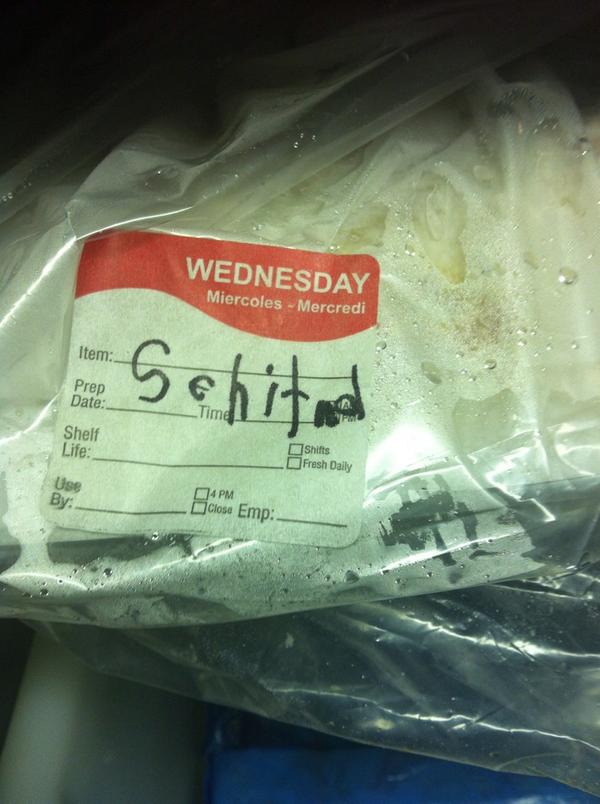 WEDNESDAY
Miercoles - Mercredi
Item:
Sehit
Prep Date: Time
Shelf Life:
Shifts
Fresh Daily
Use By:
4 PM
Close Emp: